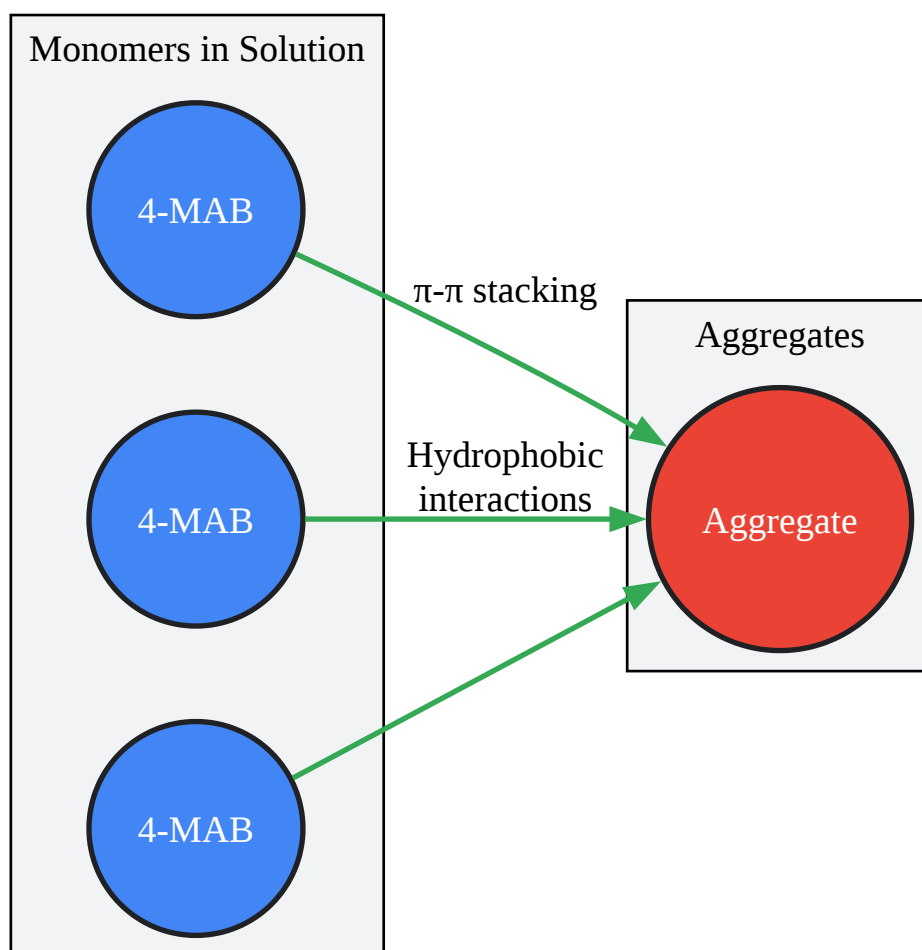 Monomers in Solution
4-MAB
π-π stacking
Aggregates
Hydrophobic
interactions
4-MAB
Aggregate
4-MAB